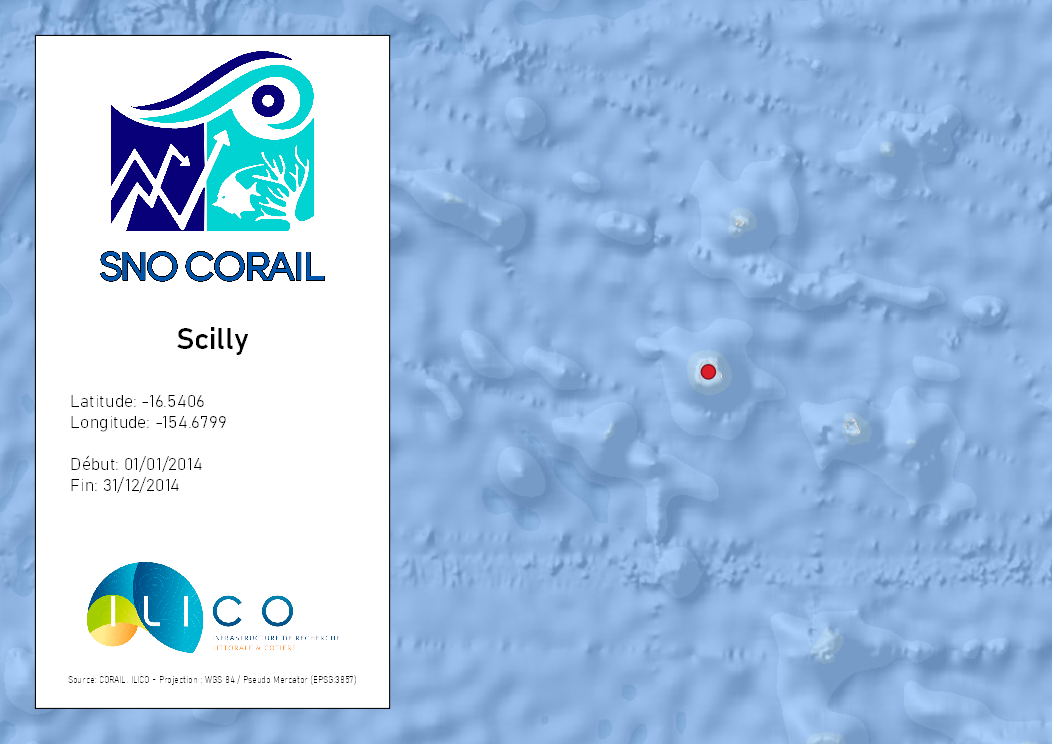 SNO CORAIL
Scilly
Latitude: -16.5406
Longitude: -154.6799
Début: 01/01/2014
Fin: 31/12/2014
ILICO
INFRASTRUCTURE DE RECHERCHE
LITTORALE & COTIERE
Source: CORAIL, ILICO - Projection : WGS 84 / Pseudo Mercator (EPSG:3857)